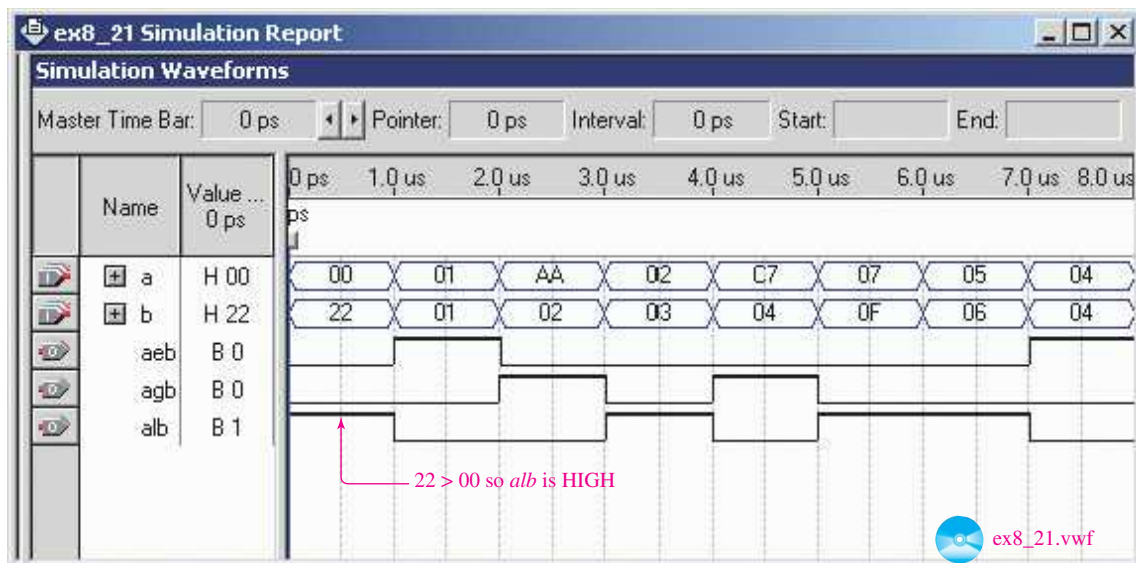 ex8_21 Simulation Report
Simulation Waveforms
Master Time Bar: 0 ps Pointer: 0 ps Interval: 0 ps Start: End:
Name Value ... 0 ps
0 ps 1.0 us 2.0 us 3.0 us 4.0 us 5.0 us 6.0 us 7.0 us 8.0 us
ps
a H 00 00 01 AA 02 C7 07 05 04
b H 22 22 01 02 03 04 0F 06 04
aeb B 0
agb B 0
alb B 1
22 > 00 so alb is HIGH
ex8_21.vwf